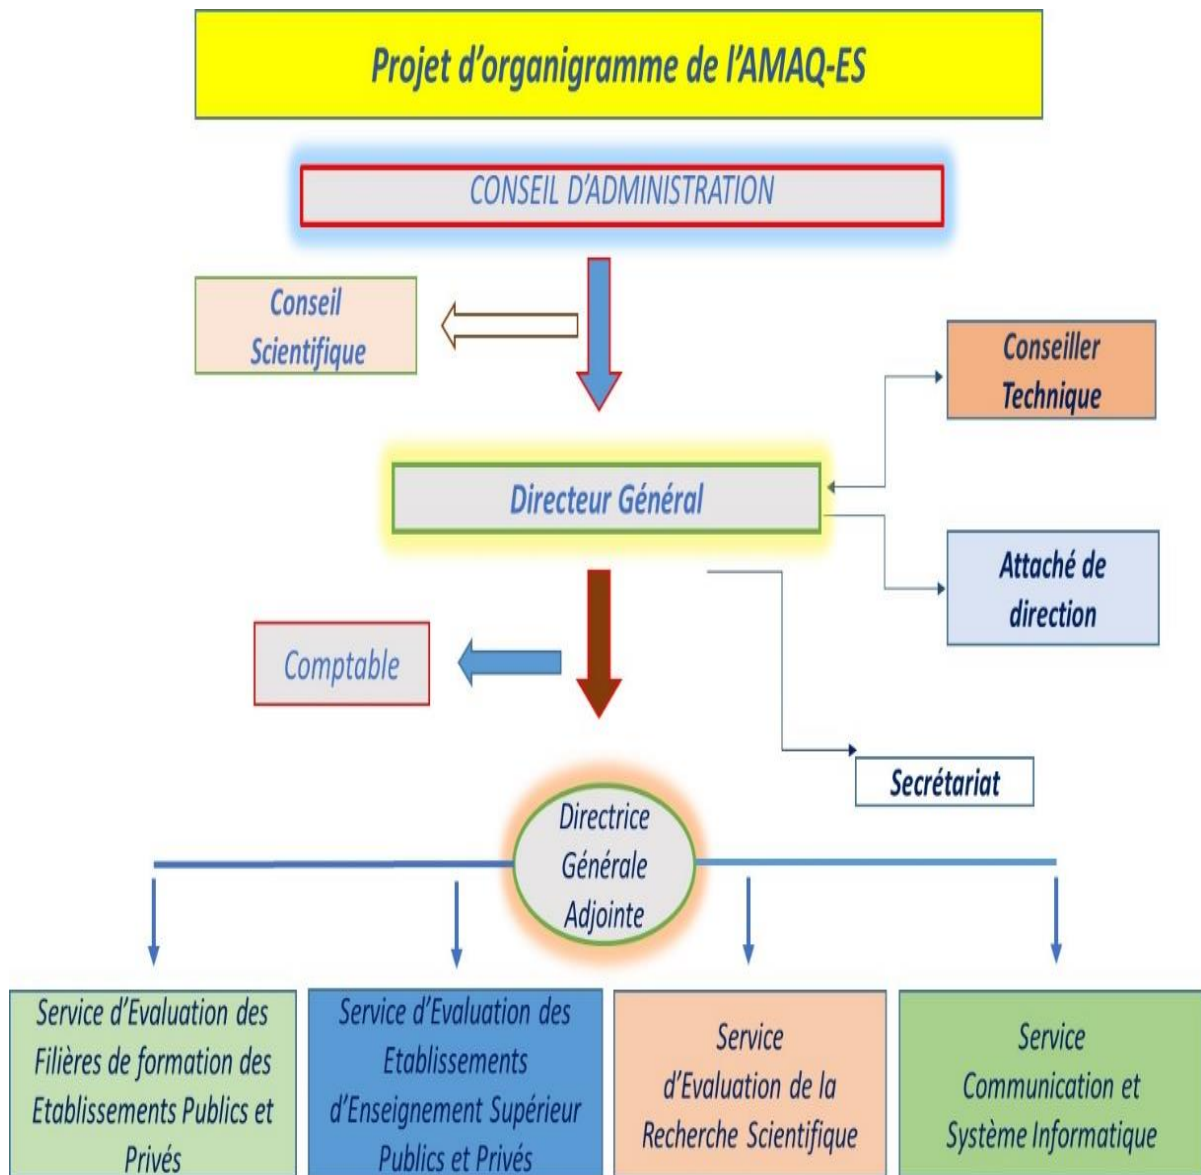 Projet d'organigramme de l'AMAQ-ES
CONSEIL D'ADMINISTRATION
Conseil
Scientifique
Conseiller
Technique
Directeur Général
Attaché de
direction
Comptable
Secrétariat
Directrice
Générale
Adjointe
Service d'Evaluation des
Filières de formation des
Etablissements Publics et
Privés
Service d'Evaluation des
Etablissements
d'Enseignement Supérieur
Publics et Privés
Service
d'Evaluation de la
Recherche Scientifique
Service
Communication et
Système Informatique